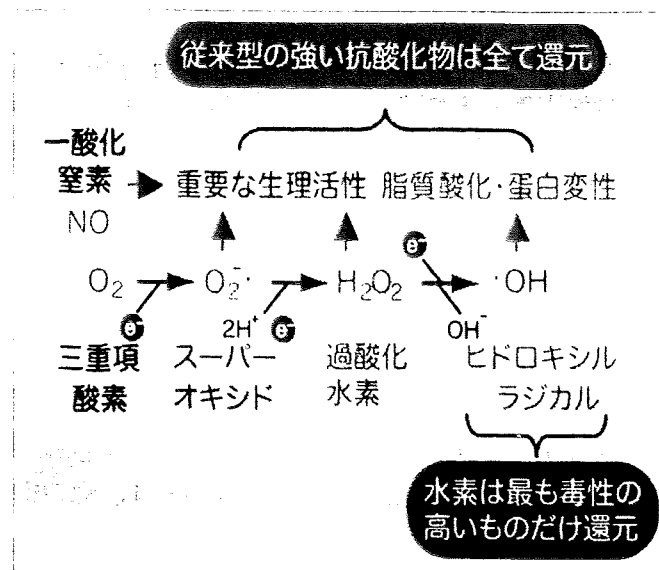 従来型の強い抗酸化物は全て還元
一酸化
窒素
NO
重要な生理活性 脂質酸化・蛋白変性
O₂ O₂⁻・ H₂O₂ ・OH
e⁻ 2H⁺ e⁻ e⁻ OH⁻
三重項
酸素
スーパー
オキシド
過酸化
水素
ヒドロキシル
ラジカル
水素は最も毒性の
高いものだけ還元